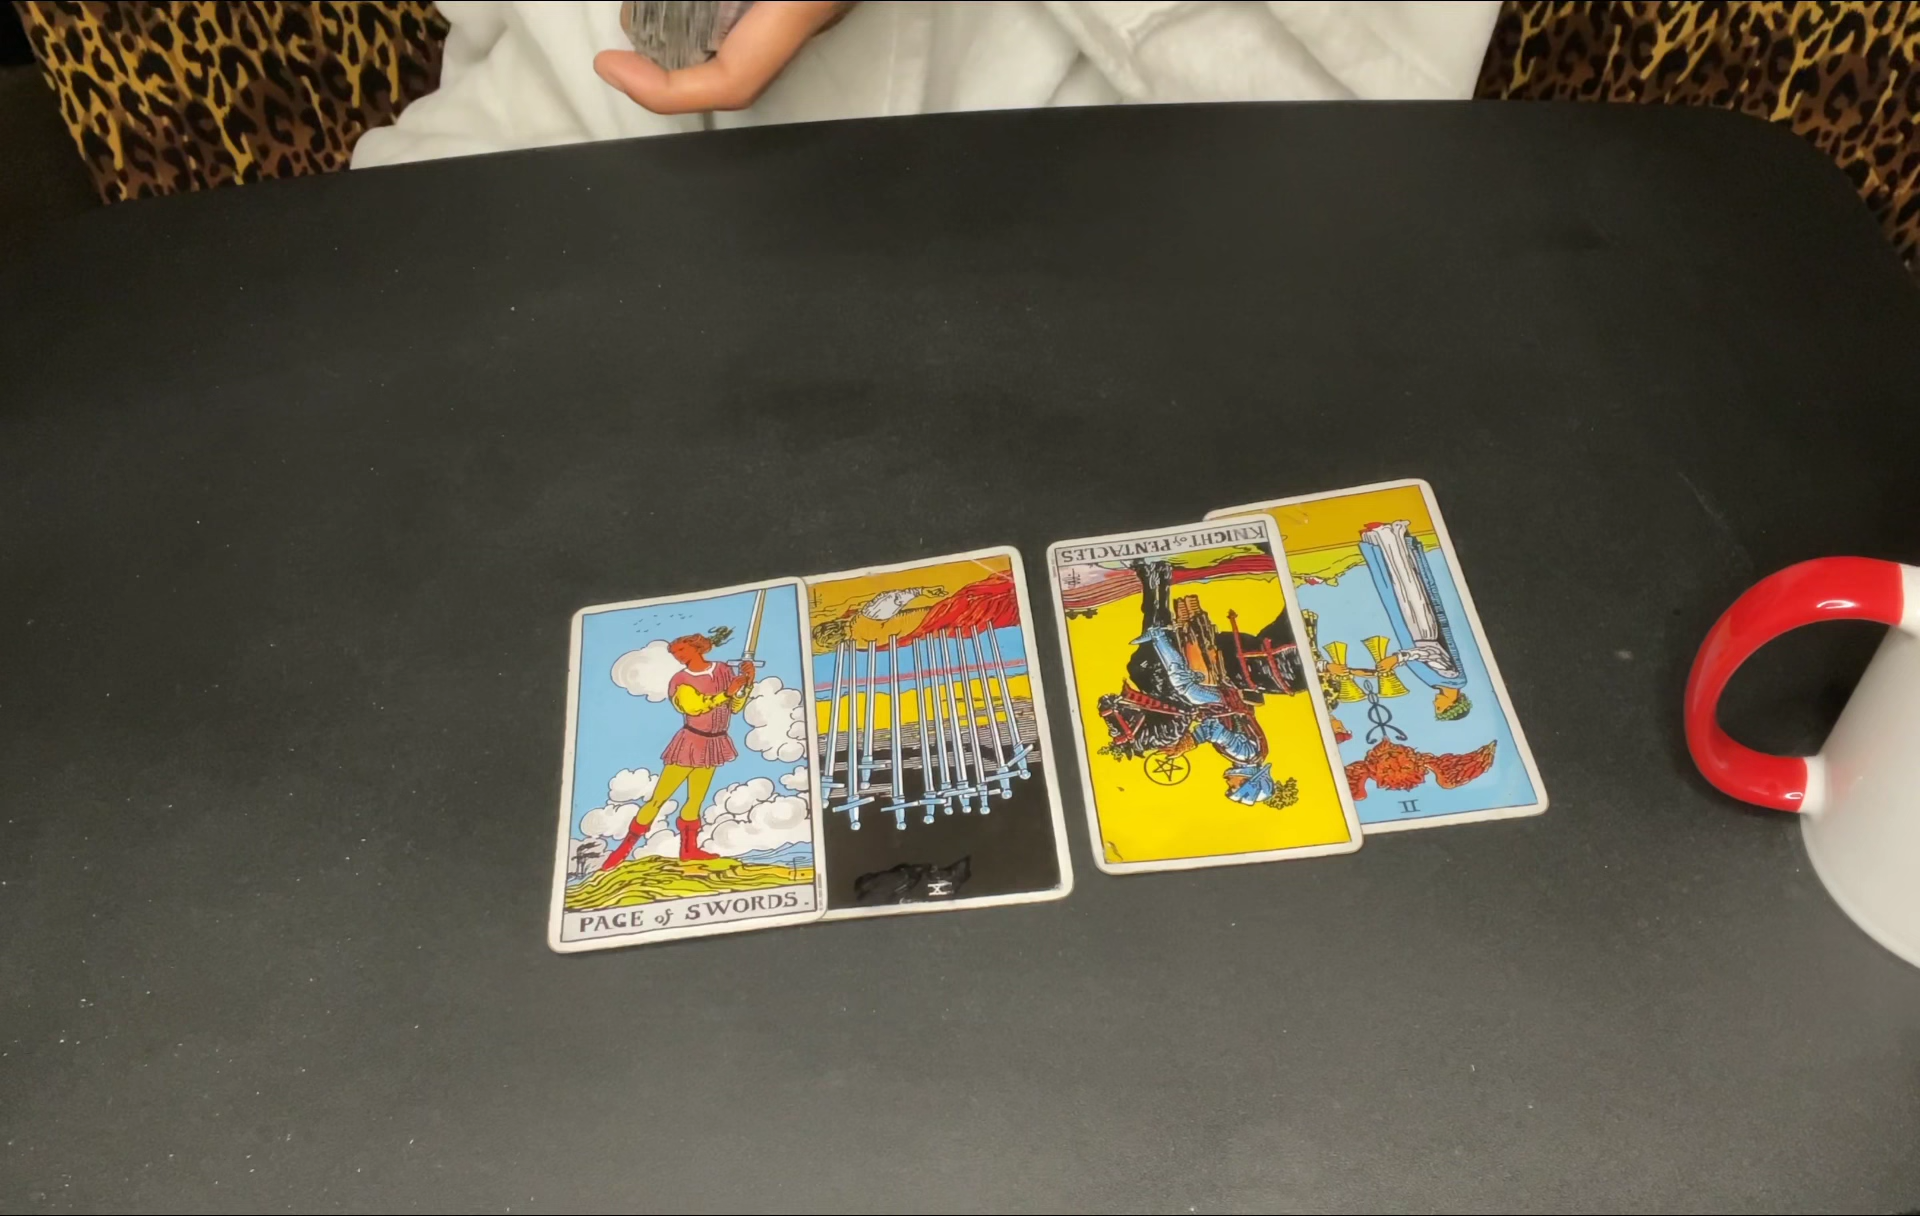 PAGE of SWORDS.
X
KNIGHT of PENTACLES
II